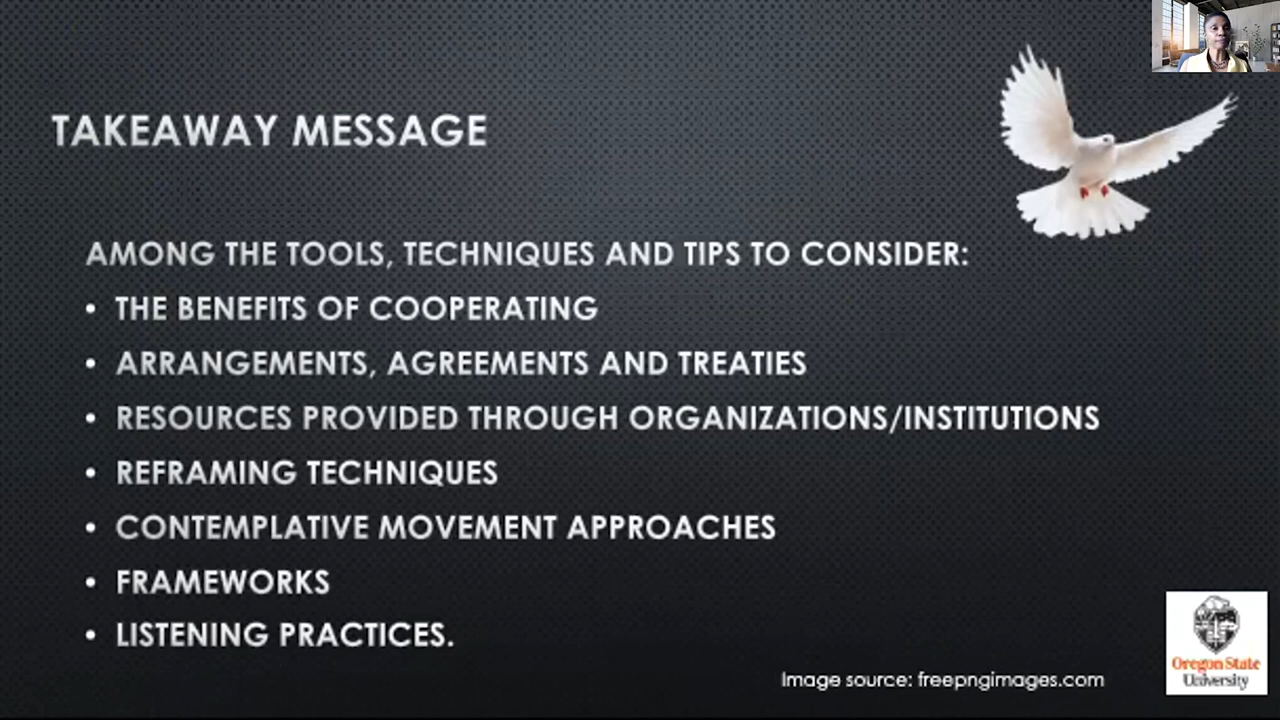 TAKEAWAY MESSAGE
AMONG THE TOOLS, TECHNIQUES AND TIPS TO CONSIDER:
• THE BENEFITS OF COOPERATING
• ARRANGEMENTS, AGREEMENTS AND TREATIES
• RESOURCES PROVIDED THROUGH ORGANIZATIONS/INSTITUTIONS
• REFRAMING TECHNIQUES
• CONTEMPLATIVE MOVEMENT APPROACHES
• FRAMEWORKS
• LISTENING PRACTICES.
Image source: freepngimages.com
Oregon State
University